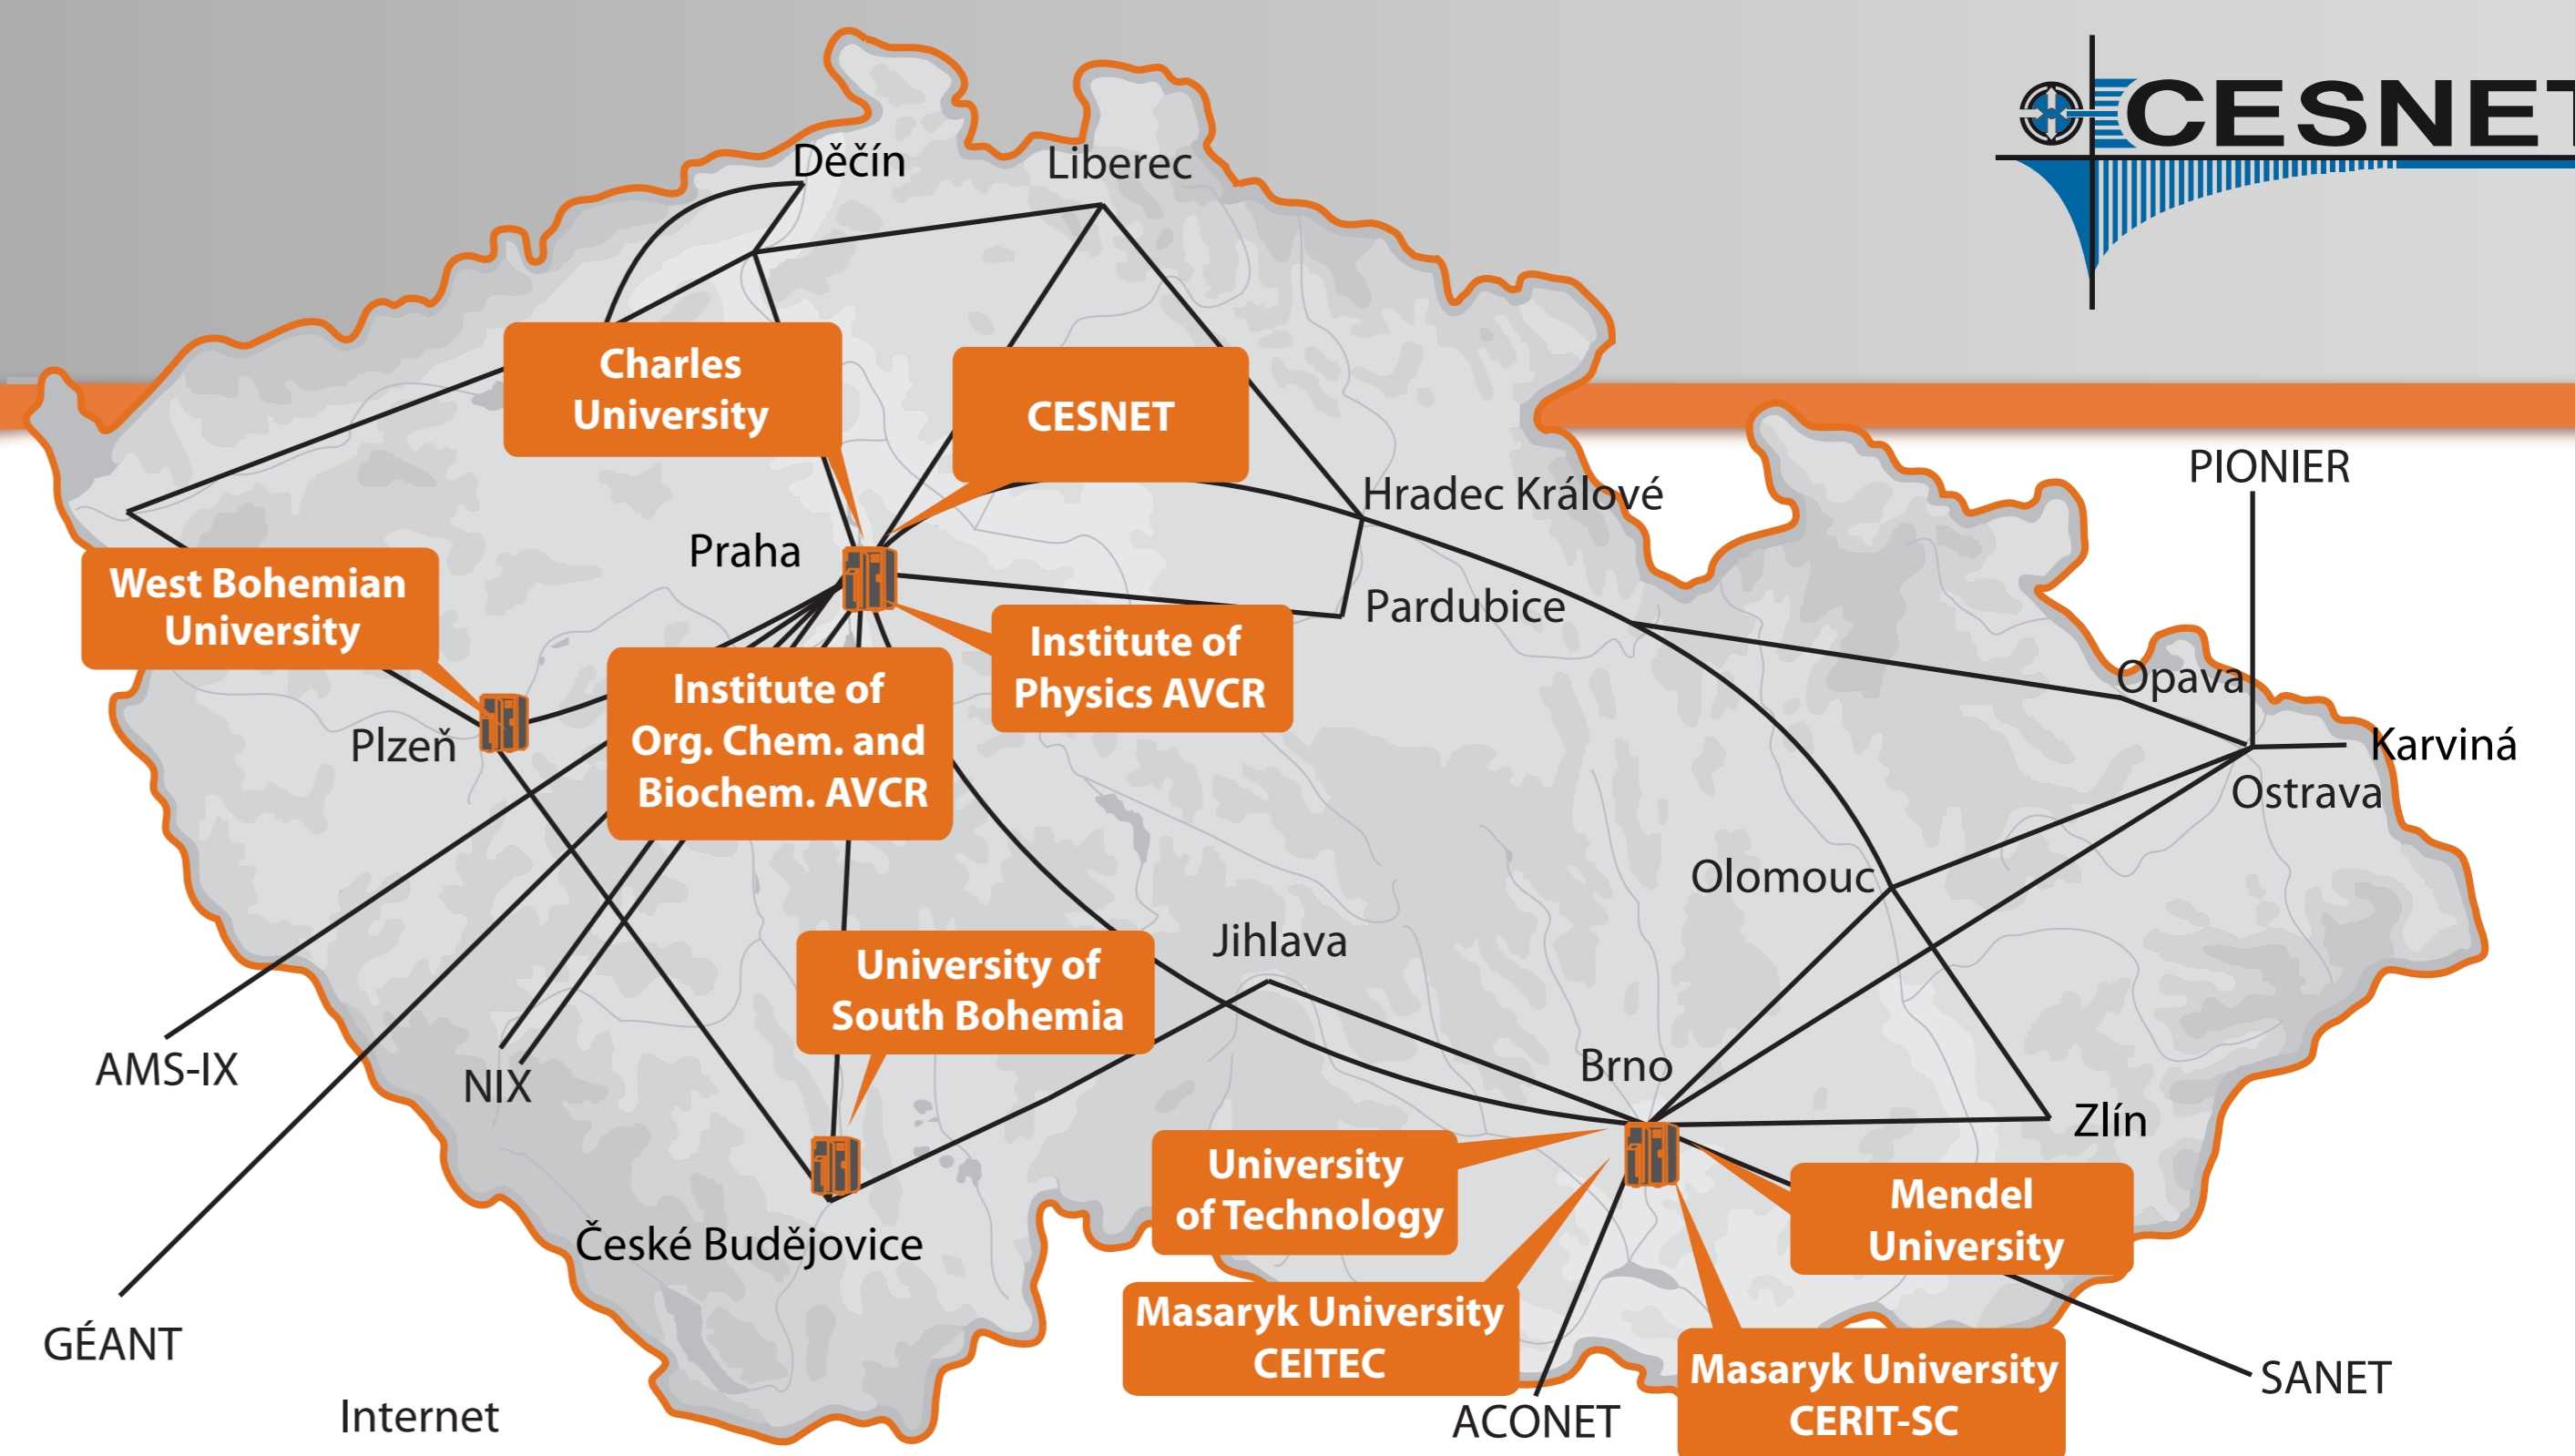 CESNET
Děčín
Liberec
Charles
University
CESNET
PIONIER
Hradec Králové
Praha
West Bohemian
University
Pardubice
Institute of
Physics AVCR
Opava
Institute of
Org. Chem. and
Biochem. AVCR
Plzeň
Karviná
Ostrava
Olomouc
Jihlava
University of
South Bohemia
AMS-IX
NIX
Brno
Zlín
University
of Technology
Mendel
University
České Budějovice
Masaryk University
CEITEC
GÉANT
Masaryk University
CERIT-SC
SANET
Internet
ACONET